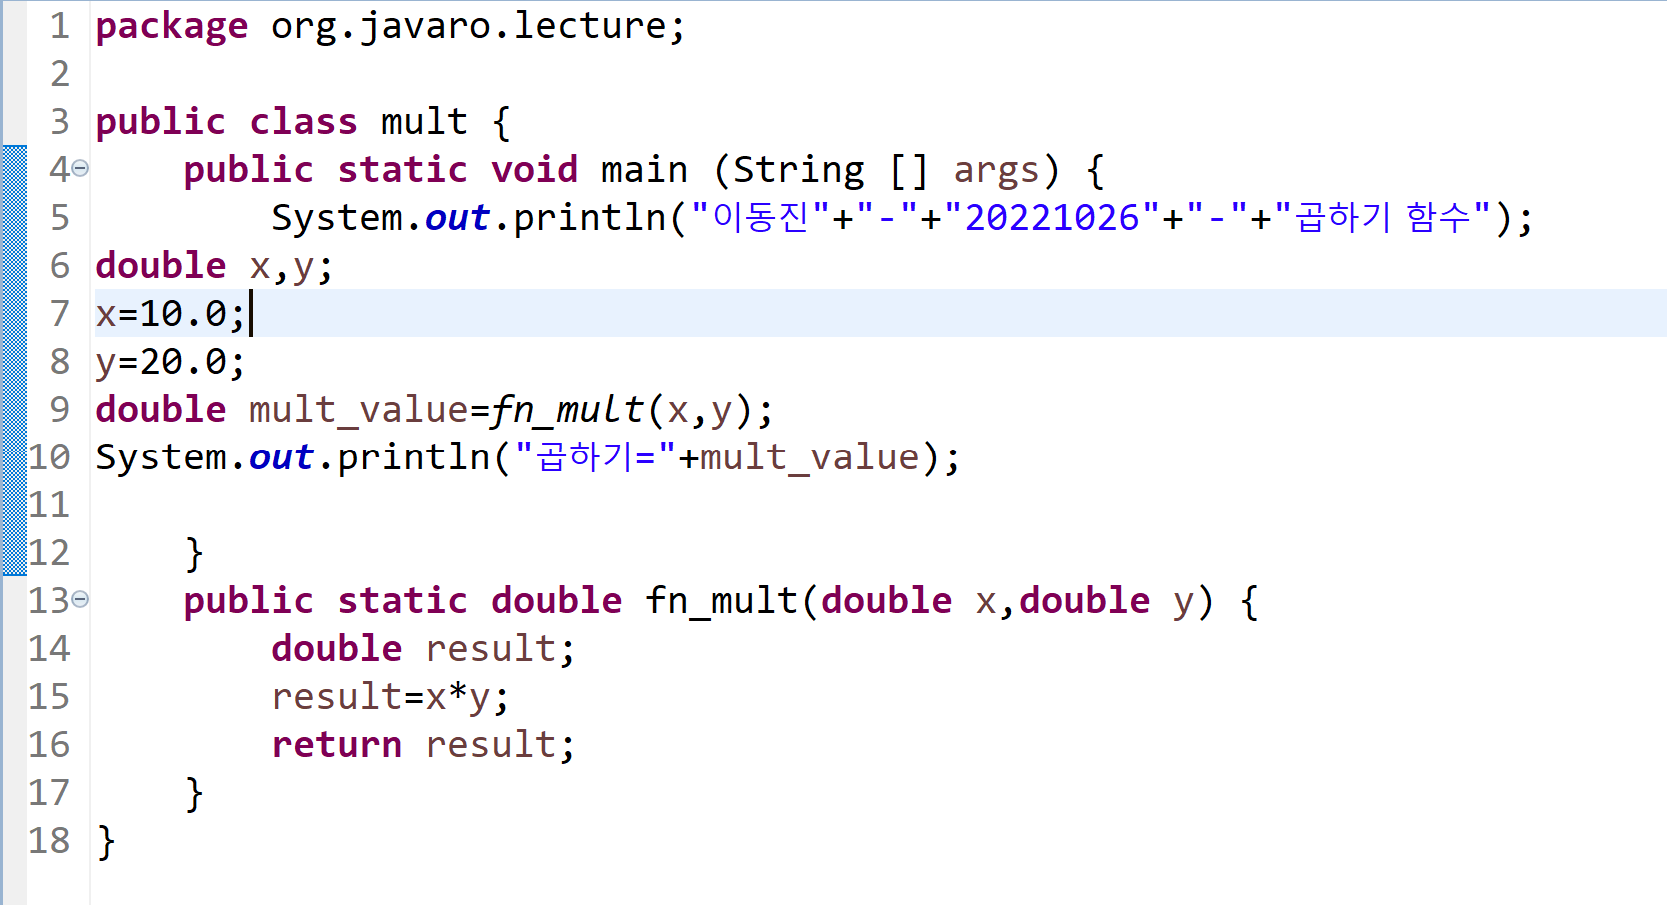 1 package org.javaro.lecture;
2
3 public class mult {
4 public static void main (String [] args) {
5 System.out.println("이동진"+"-"+"20221026"+"-"+"곱하기 함수");
6 double x,y;
7 x=10.0;
8 y=20.0;
9 double mult_value=fn_mult(x,y);
10 System.out.println("곱하기="+mult_value);
11
12 }
13 public static double fn_mult(double x,double y) {
14 double result;
15 result=x*y;
16 return result;
17 }
18 }